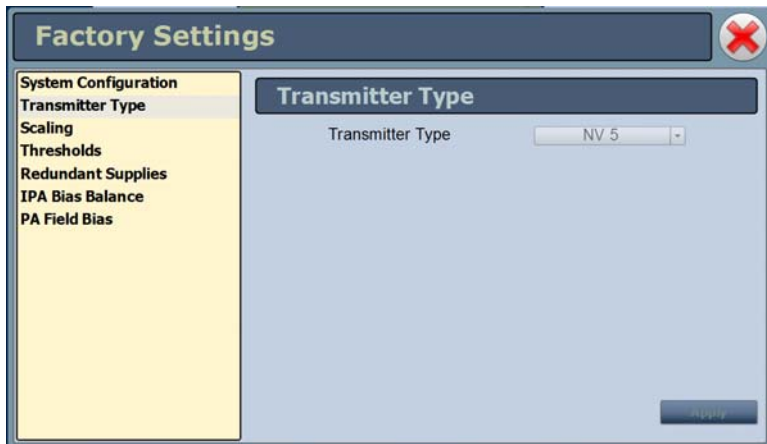 Factory Settings
System Configuration
Transmitter Type
Scaling
Thresholds
Redundant Supplies
IPA Bias Balance
PA Field Bias
Transmitter Type
Transmitter Type NV 5
Apply